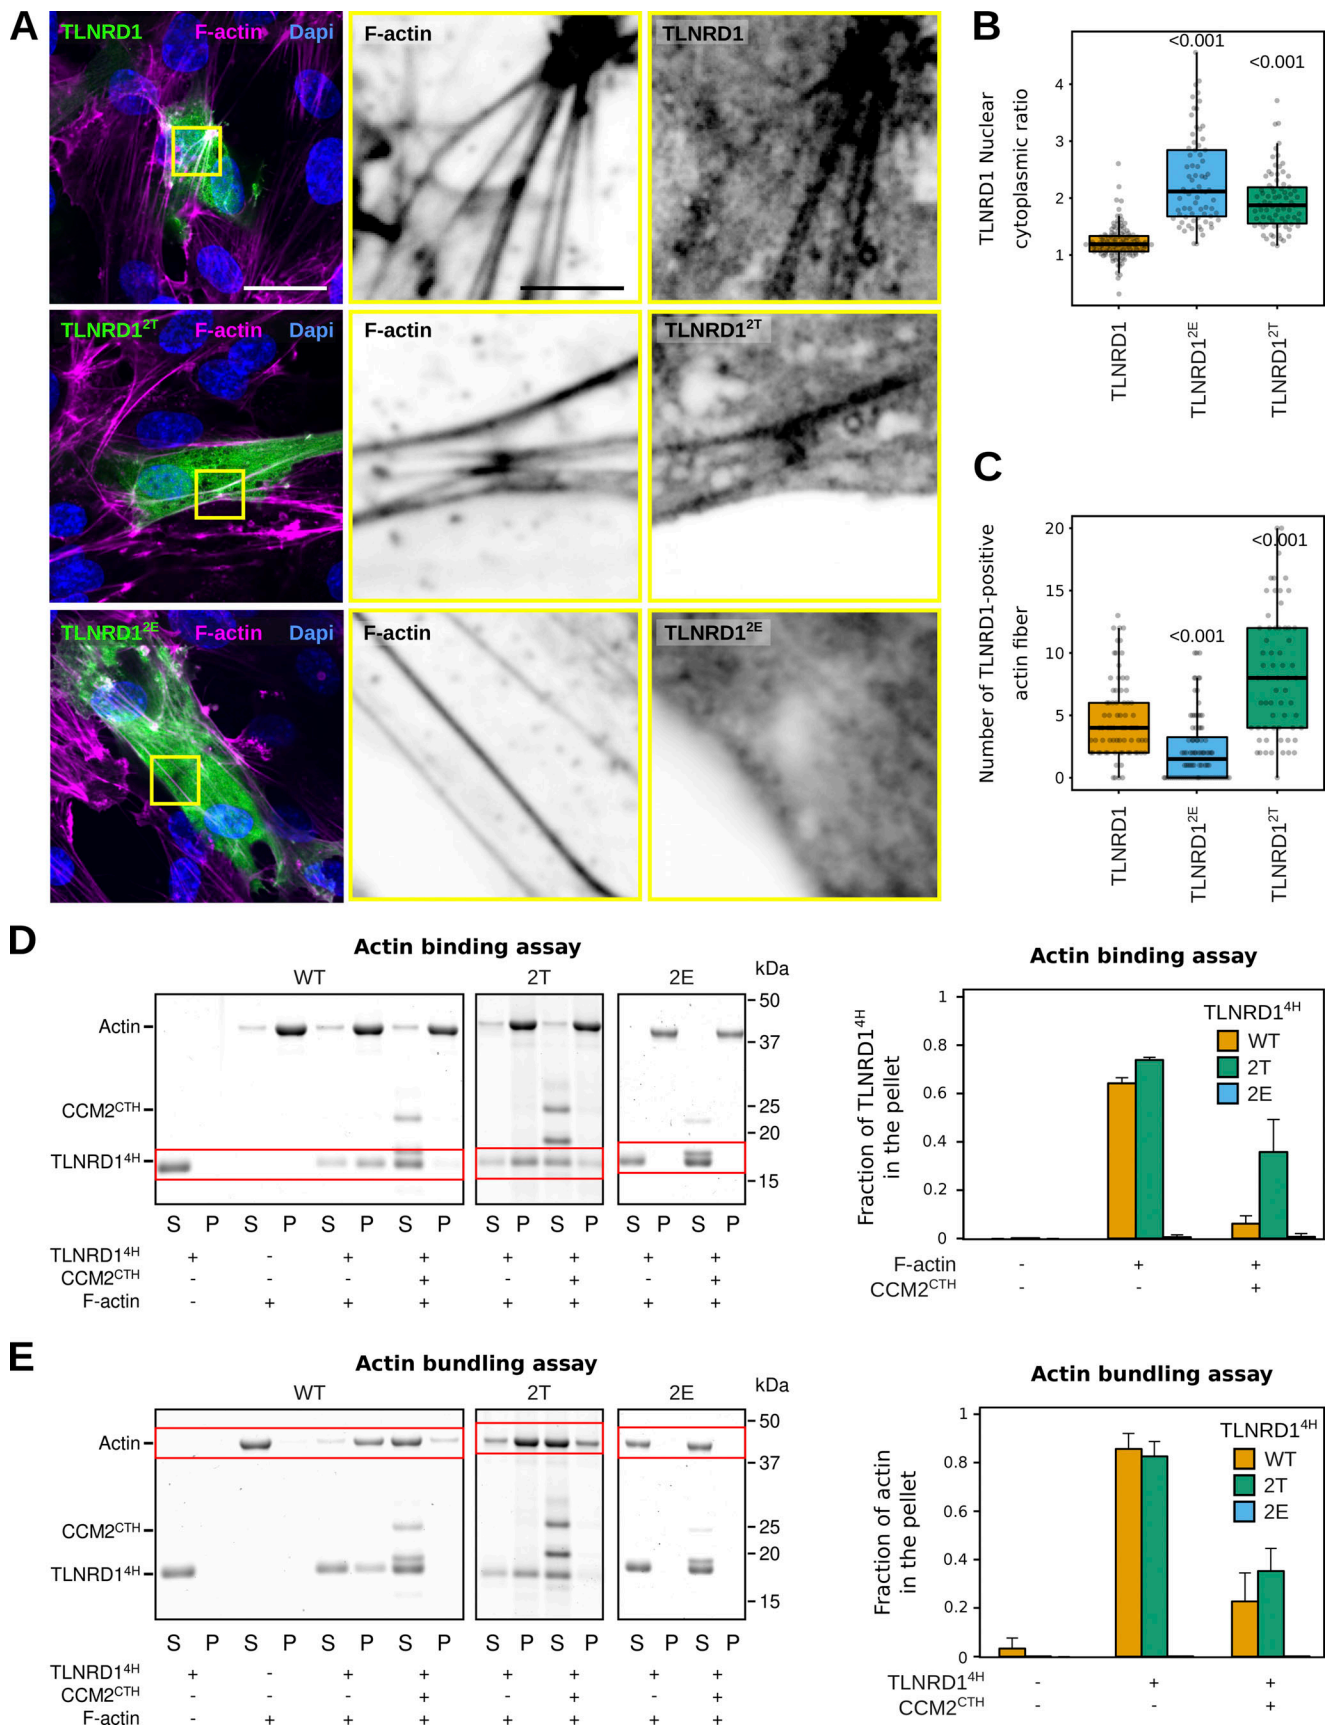 A
TLNRD1 F-actin Dapi
F-actin
TLNRD1
TLNRD1²ᵀ F-actin Dapi
F-actin
TLNRD1²ᵀ
TLNRD1²ᴱ F-actin Dapi
F-actin
TLNRD1²ᴱ
B
TLNRD1 Nuclear
cytoplasmic ratio
4
3
2
1
<0.001
<0.001
TLNRD1
TLNRD1²ᴱ
TLNRD1²ᵀ
C
Number of TLNRD1-positive
actin fiber
20
15
10
5
0
<0.001
<0.001
TLNRD1
TLNRD1²ᴱ
TLNRD1²ᵀ
D
Actin binding assay
WT 2T 2E kDa
Actin
CCM2ᶜᵀᴴ
TLNRD1⁴ᴴ
50
37
25
20
15
S P S P S P S P S P S P S P S P
TLNRD1⁴ᴴ + - + + + + + +
CCM2ᶜᵀᴴ - - - + - + - +
F-actin - + + + + + + +
Actin binding assay
Fraction of TLNRD1⁴ᴴ
in the pellet
1
0.8
0.6
0.4
0.2
0
TLNRD1⁴ᴴ
WT
2T
2E
F-actin - + +
CCM2ᶜᵀᴴ - - +
E
Actin bundling assay
WT 2T 2E kDa
Actin
CCM2ᶜᵀᴴ
TLNRD1⁴ᴴ
50
37
25
20
15
S P S P S P S P S P S P S P S P
TLNRD1⁴ᴴ + - + + + + + +
CCM2ᶜᵀᴴ - - - + - + - +
F-actin - + + + + + + +
Actin bundling assay
Fraction of actin
in the pellet
1
0.8
0.6
0.4
0.2
0
TLNRD1⁴ᴴ
WT
2T
2E
TLNRD1⁴ᴴ - + +
CCM2ᶜᵀᴴ - - +